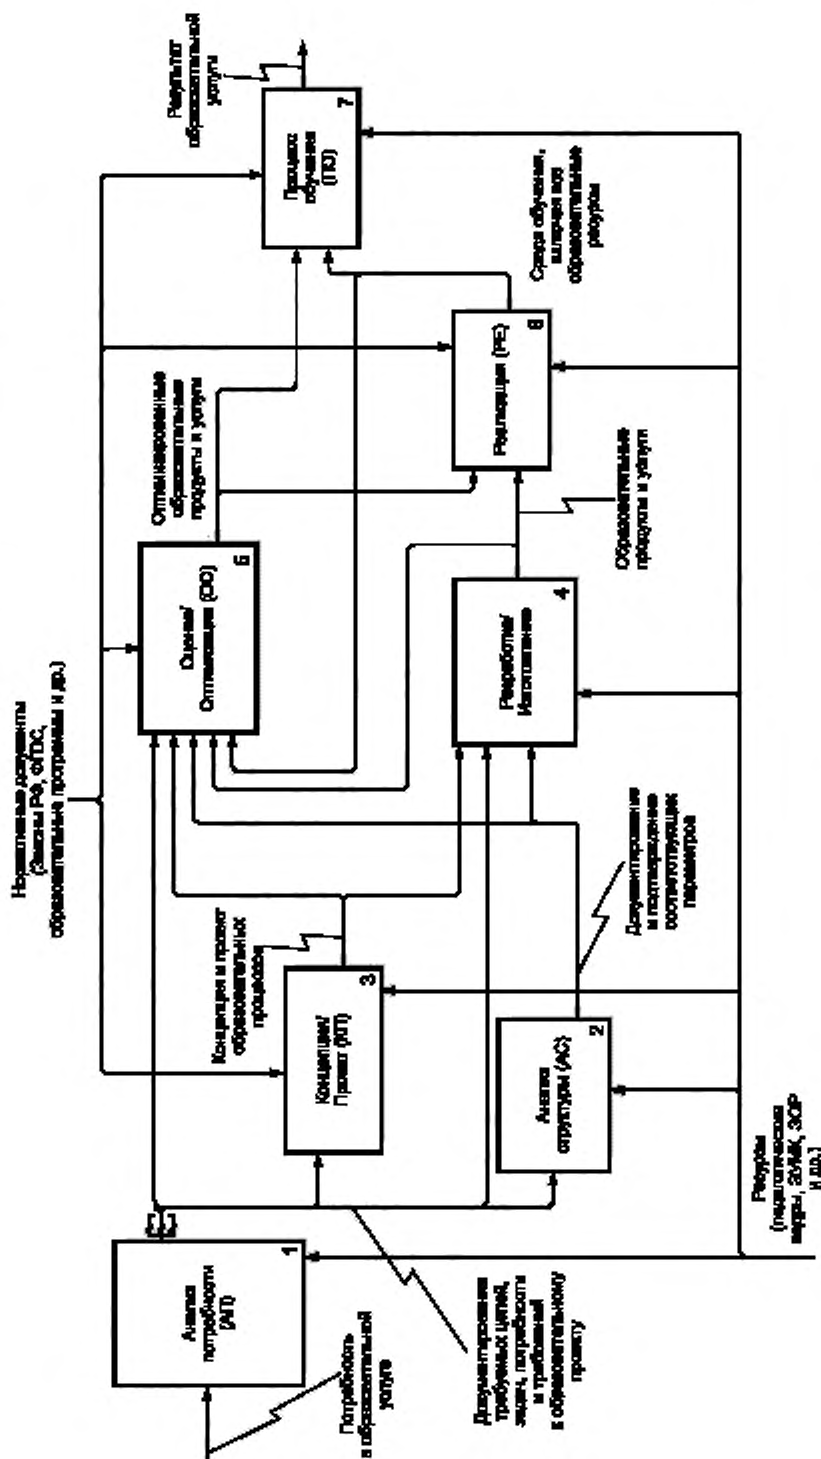 Потребность
в образовательной
услуге
Анализ
потребности
(АП)
1
Документирование
требуемых целей,
задач, потребности
и требований
к образовательному
проекту
Нормативные документы
(Законы РФ, ФГОС,
образовательные программы и др.)
Концепция и проект
образовательных
процессов
Концепция/
Проект (КП)
3
Анализ
структуры (АС)
2
Ресурсы
(педагогические
кадры, ЭУМК, ЭОР
и др.)
Документирование
и подтверждение
соответствующих
параметров
Оценка/
Оптимизация (ОО)
Разработка/
Изготовление
4
Оптимизированные
образовательные
продукты и услуги
Образовательные
продукты и услуги
Реализация (РЕ)
Среда обучения,
включая все
образовательные
ресурсы
Процесс
обучения
(ПО)
7
Результат
образовательной
услуги